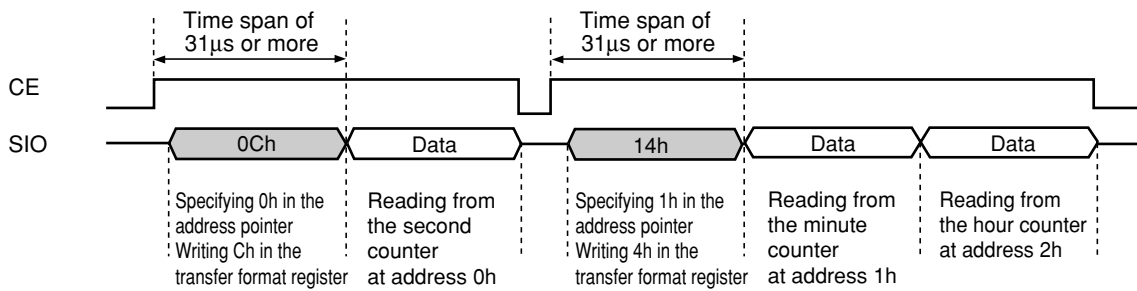 Time span of
31μs or more
Time span of
31μs or more
CE
SIO
0Ch
Data
14h
Data
Data
Specifying 0h in the
address pointer
Writing Ch in the
transfer format register
Reading from
the second
counter
at address 0h
Specifying 1h in the
address pointer
Writing 4h in the
transfer format register
Reading from
the minute
counter
at address 1h
Reading from
the hour counter
at address 2h